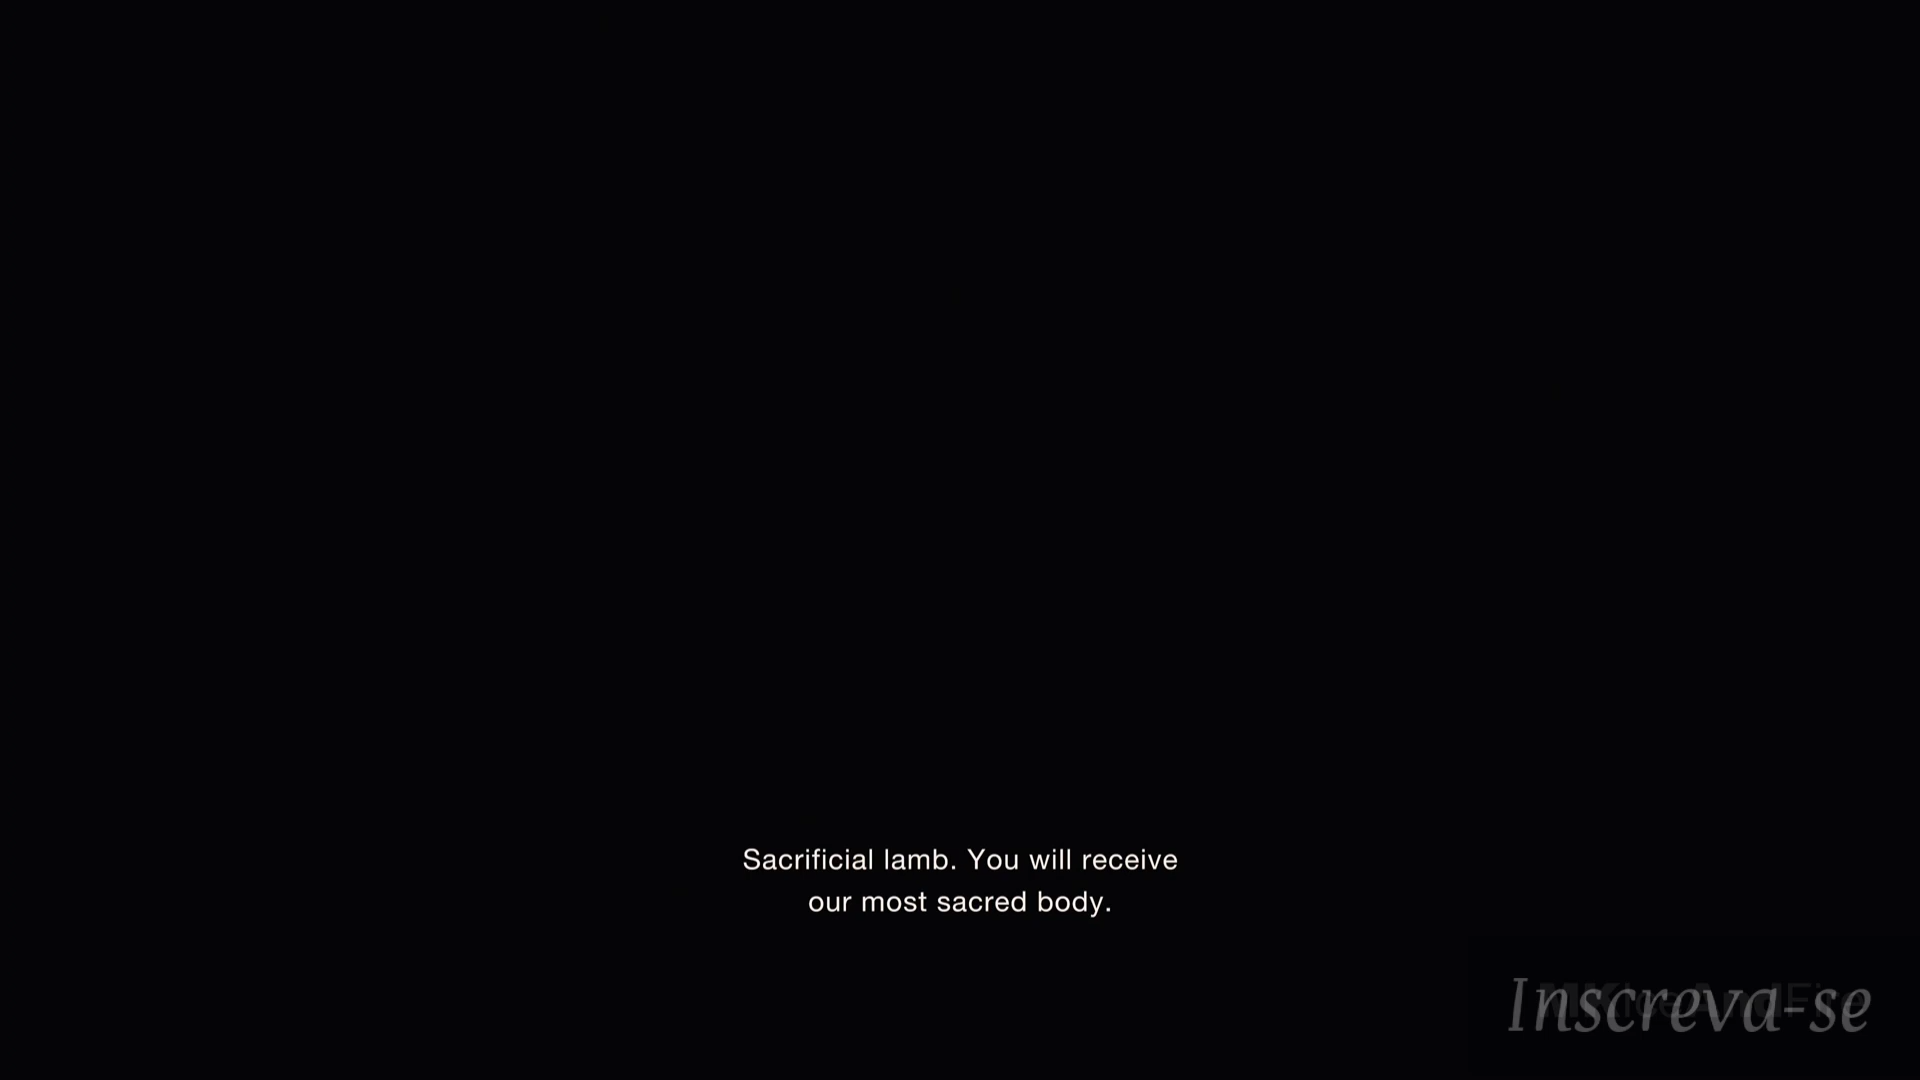 Sacrificial lamb. You will receive
our most sacred body.
Inscreva-se